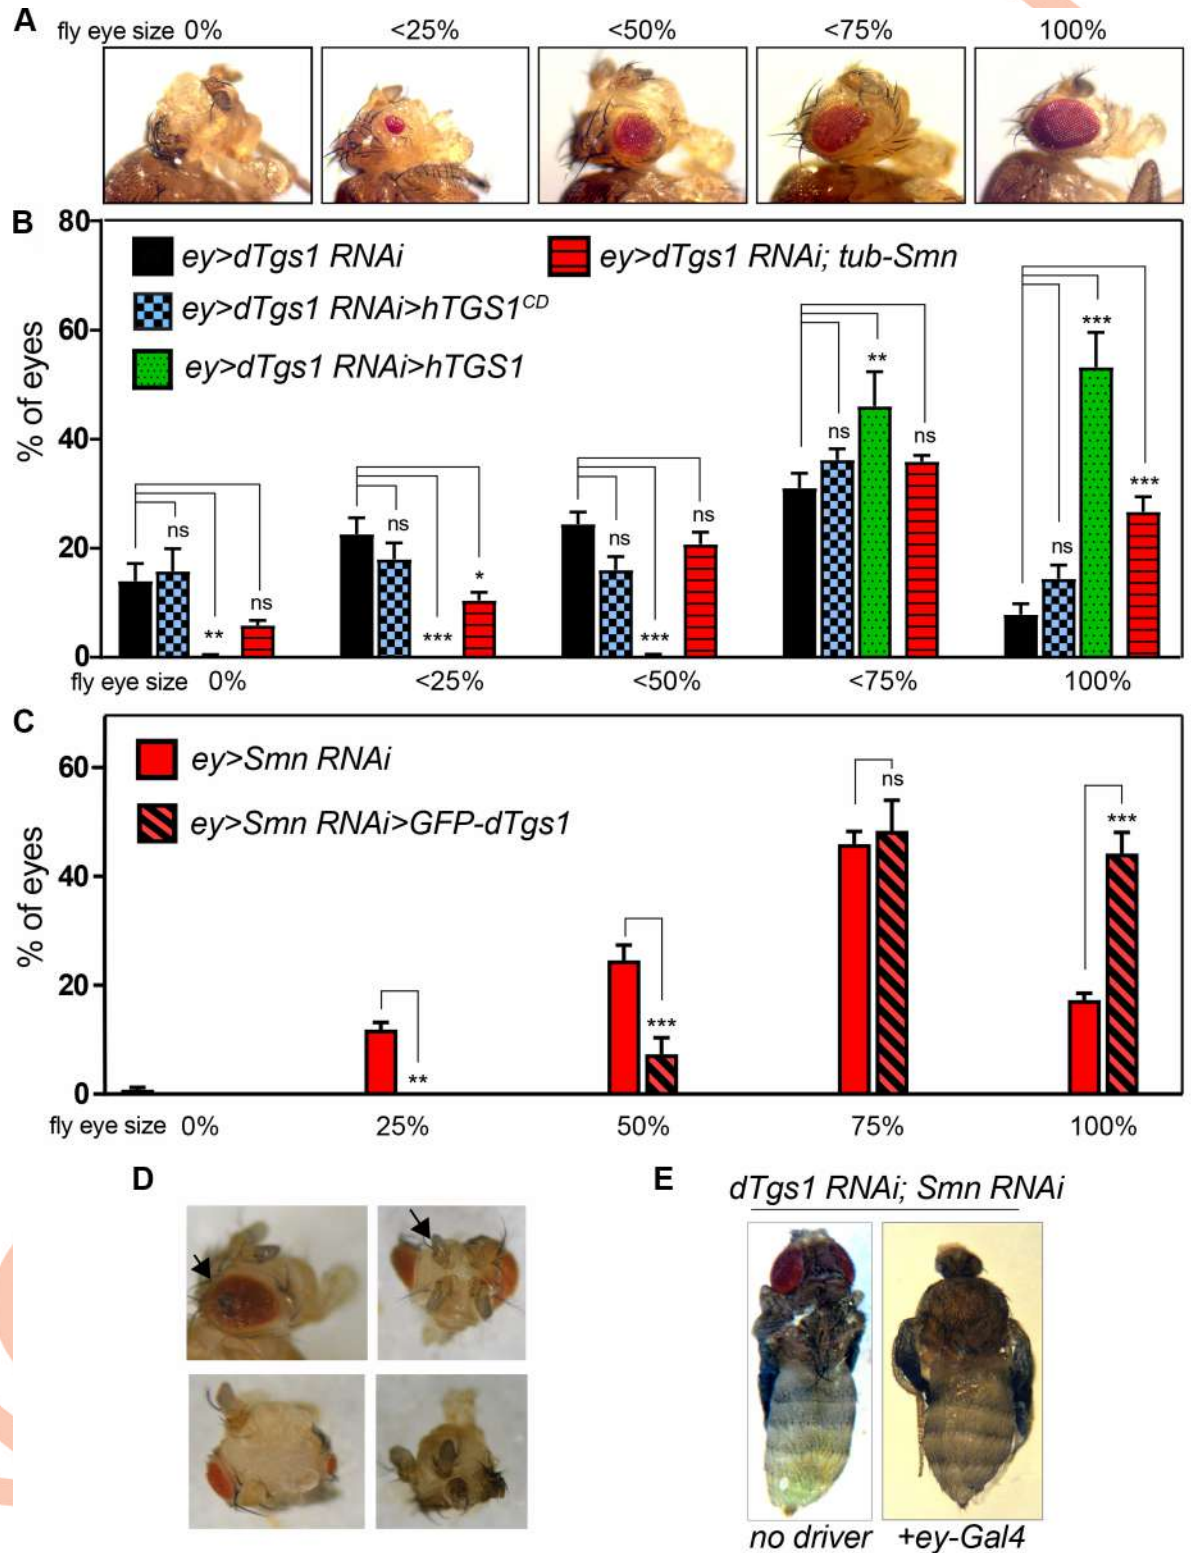 A
fly eye size 0% <25% <50% <75% 100%
B
80
ey>dTgs1 RNAi ey>dTgs1 RNAi; tub-Smn
ey>dTgs1 RNAi>hTGS1CD
ey>dTgs1 RNAi>hTGS1
% of eyes
60
40
20
0
ns ** ns
ns *** *
ns *** ns
ns ** ns
ns *** ***
fly eye size 0% <25% <50% <75% 100%
C
ey>Smn RNAi
ey>Smn RNAi>GFP-dTgs1
% of eyes
60
40
20
0
**
***
ns
***
fly eye size 0% 25% 50% 75% 100%
D
E
dTgs1 RNAi; Smn RNAi
no driver +ey-Gal4